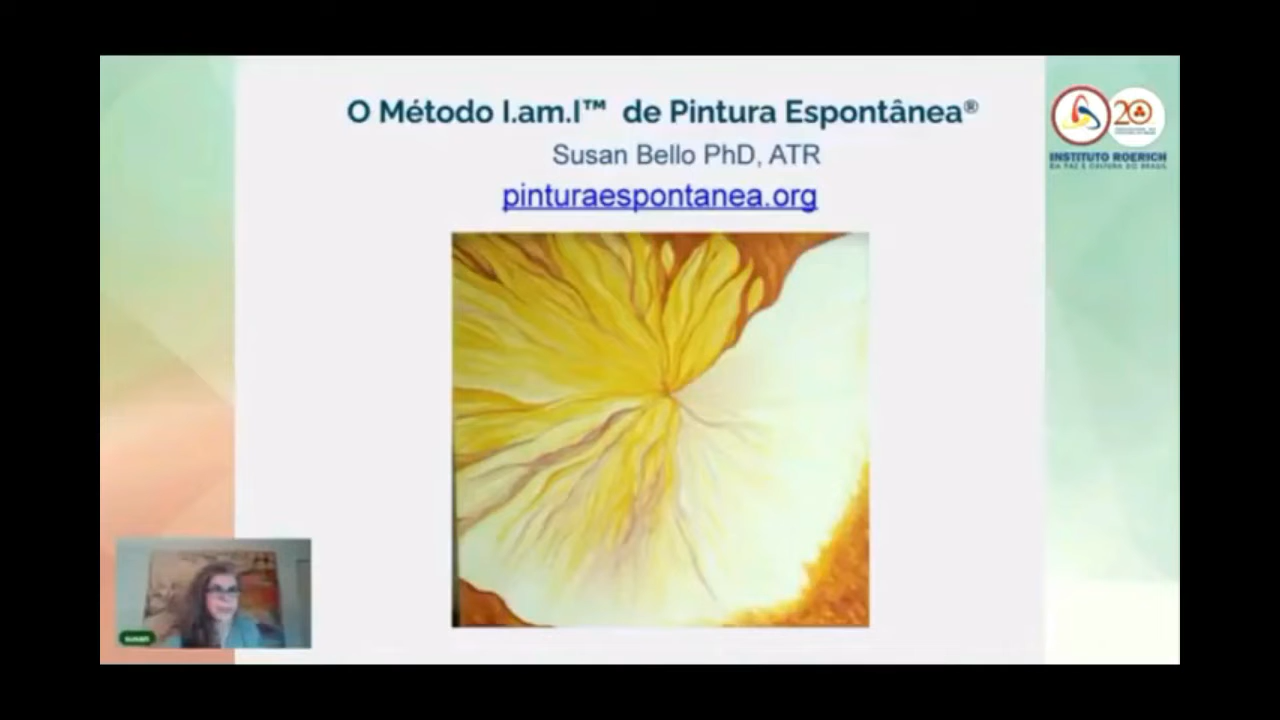 O Método I.am.I™ de Pintura Espontânea®
Susan Bello PhD, ATR
pinturaespontanea.org
20
INSTITUTO ROERICH
DA PAZ E CULTURA DO BRASIL
susan